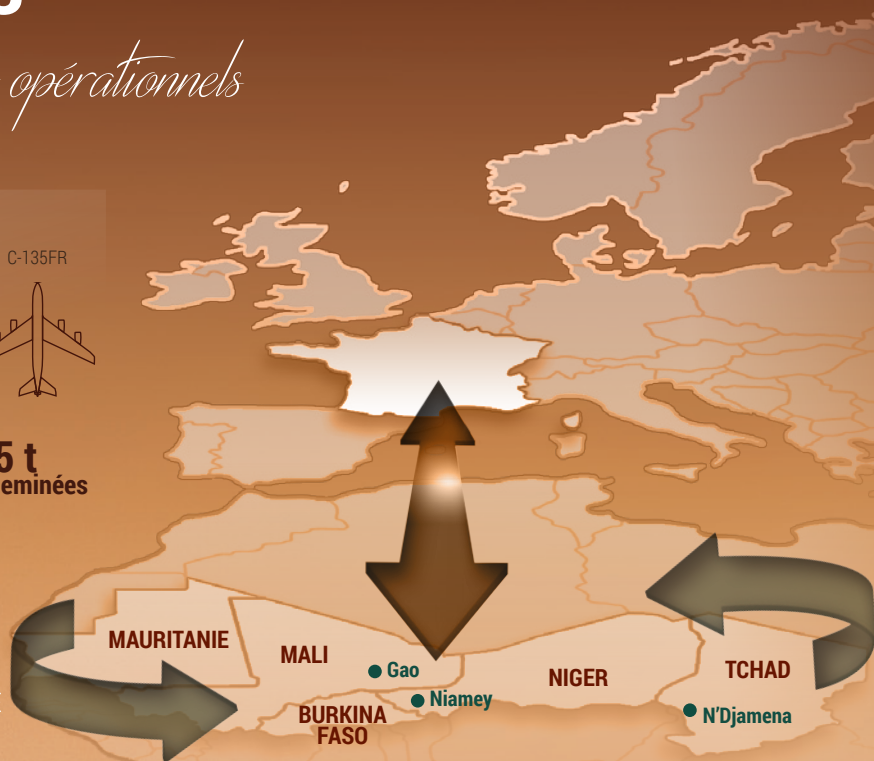 opérationnels
C-135FR
5 t
eminées
MAURITANIE
MALI
Gao
Niamey
BURKINA
FASO
NIGER
TCHAD
N'Djamena